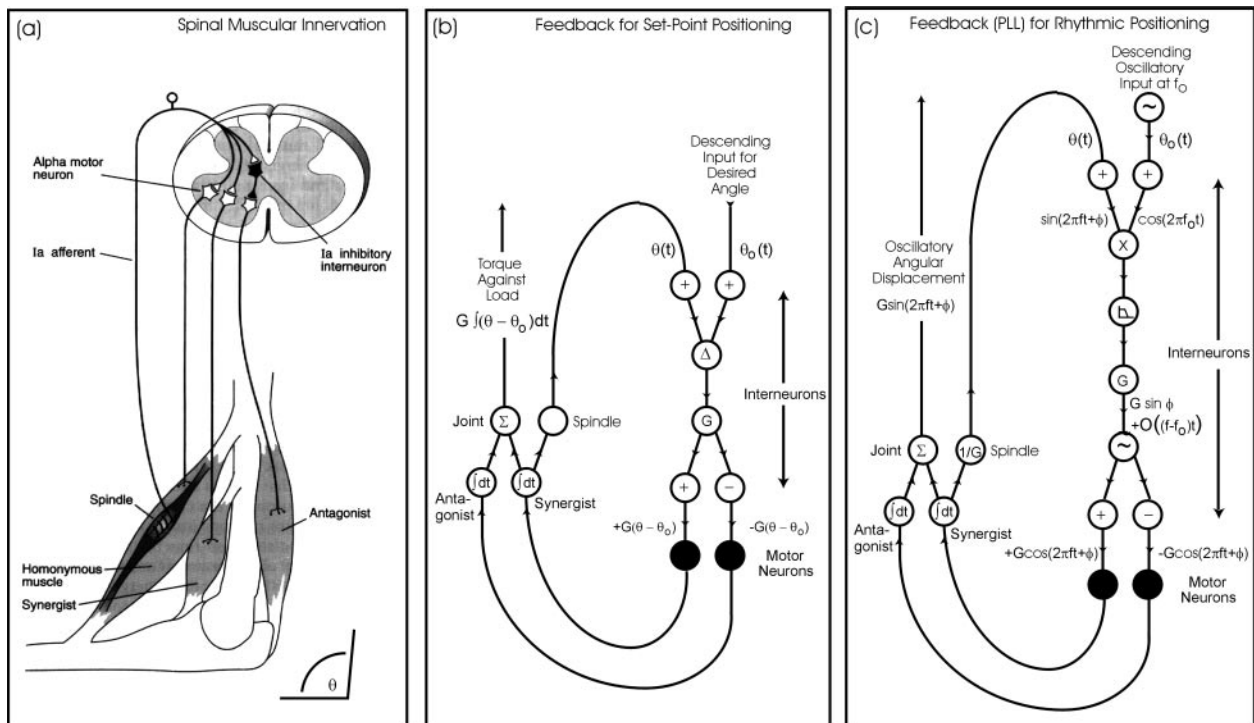 (a)
Spinal Muscular Innervation
Alpha motor
neuron
Ia afferent
Ia inhibitory
interneuron
Spindle
Antagonist
Homonymous
muscle
Synergist
θ
(b)
Feedback for Set-Point Positioning
Descending
Input for
Desired
Angle
θ(t)
θo(t)
Torque
Against
Load
G ∫(θ − θo)dt
+
+
Δ
Interneurons
Joint
Σ
Spindle
G
∫dt
∫dt
Anta-
gonist
Synergist
+
−
+G(θ − θo)
-G(θ − θo)
Motor
Neurons
(c)
Feedback (PLL) for Rhythmic Positioning
Descending
Oscillatory
Input at fo
~
θ(t)
θo(t)
+
+
sin(2πft+ϕ)
cos(2πfot)
X
Oscillatory
Angular
Displacement
Gsin(2πft+ϕ)
Interneurons
G
G sin ϕ
+O((f-fo)t)
~
Joint
Σ
1/G
Spindle
∫dt
∫dt
Anta-
gonist
Synergist
+
−
+Gcos(2πft+ϕ)
-Gcos(2πft+ϕ)
Motor
Neurons